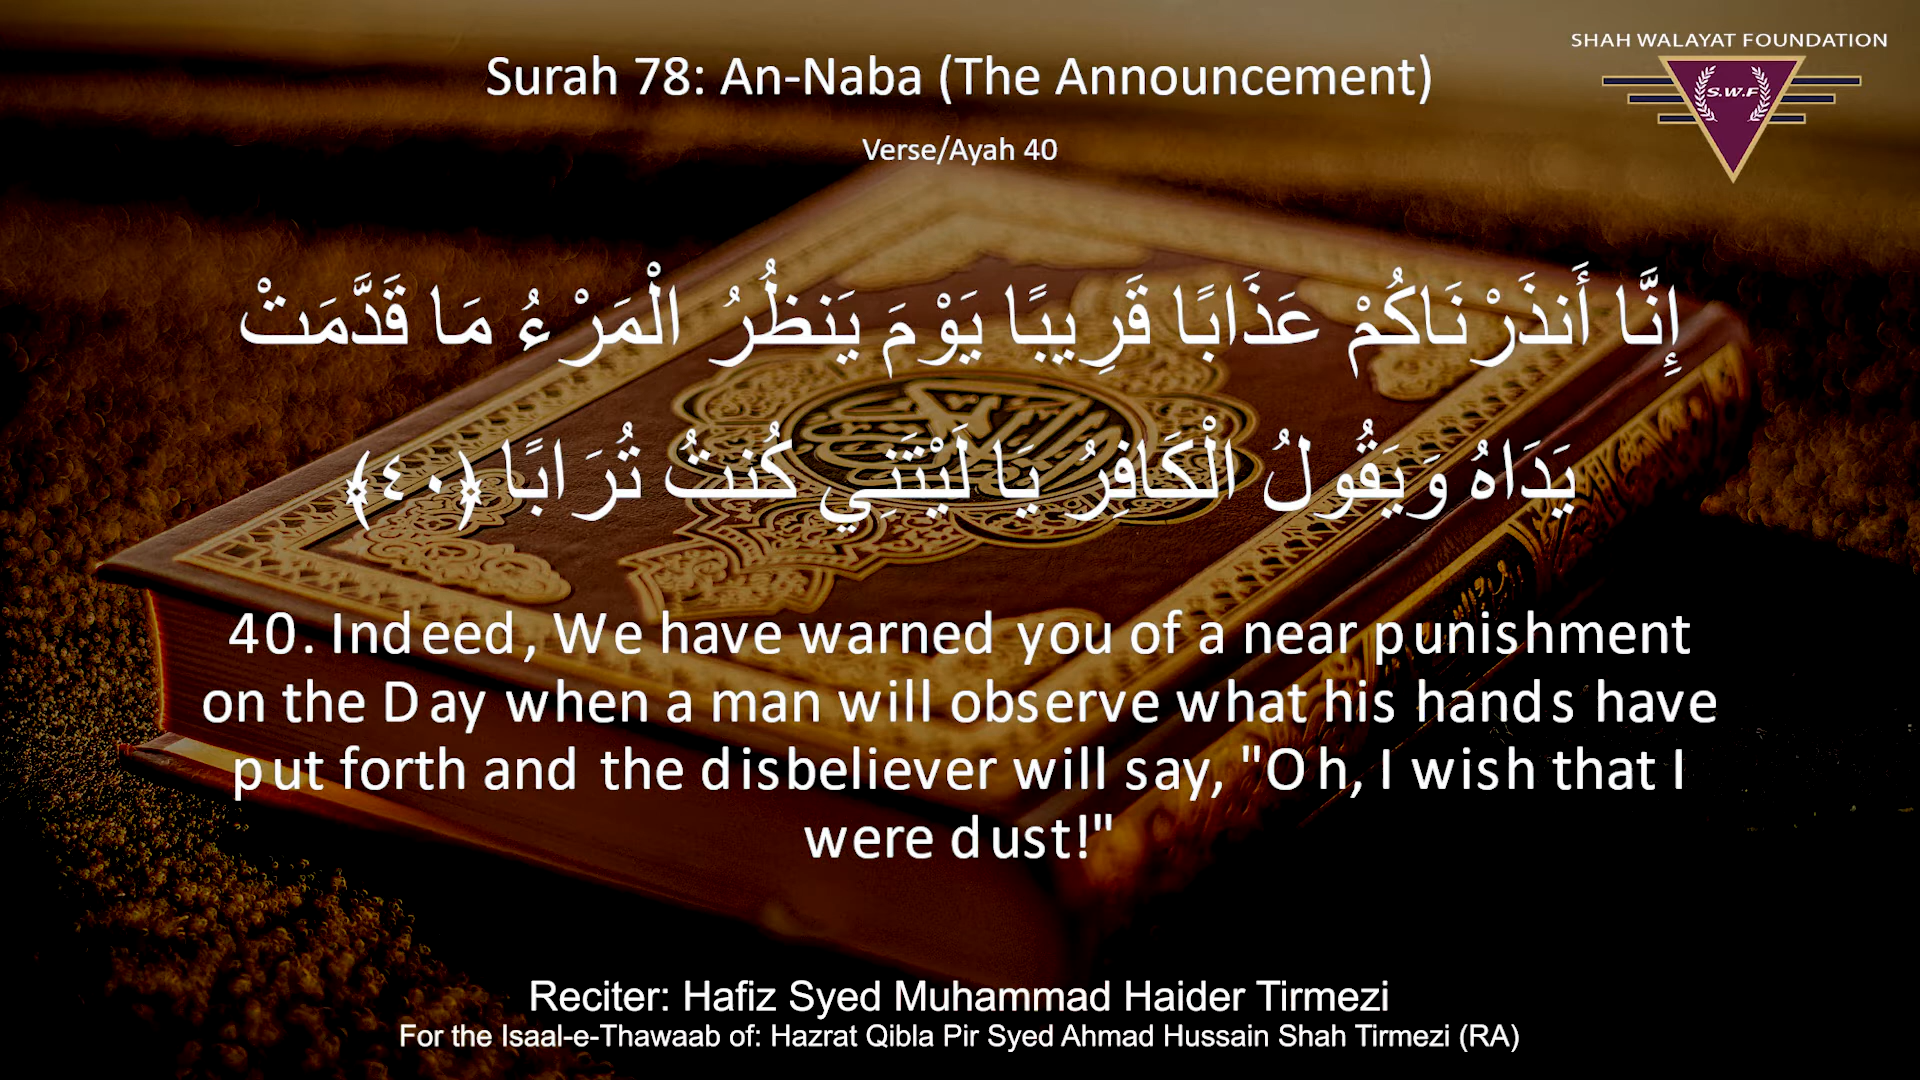 SHAH WALAYAT FOUNDATION
S.W.F
Surah 78: An-Naba (The Announcement)
Verse/Ayah 40
إِنَّا أَنذَرْنَاكُمْ عَذَابًا قَرِيبًا يَوْمَ يَنظُرُ الْمَرْءُ مَا قَدَّمَتْ
يَدَاهُ وَيَقُولُ الْكَافِرُ يَا لَيْتَنِي كُنتُ تُرَابًا ﴿٤٠﴾
40. Indeed, We have warned you of a near punishment
on the Day when a man will observe what his hands have
put forth and the disbeliever will say, "Oh, I wish that I
were dust!"
Reciter: Hafiz Syed Muhammad Haider Tirmezi
For the Isaal-e-Thawaab of: Hazrat Qibla Pir Syed Ahmad Hussain Shah Tirmezi (RA)